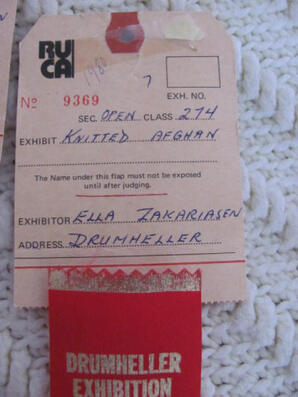 RU
CA
1980
7
EXH. NO.
Nº 9369
SEC. OPEN CLASS 274
EXHIBIT KNITTED AFGHAN
The Name under this flap must not be exposed
until after judging.
EXHIBITOR ELLA ZAKARIASEN
ADDRESS DRUMHELLER
DRUMHELLER
EXHIBITION